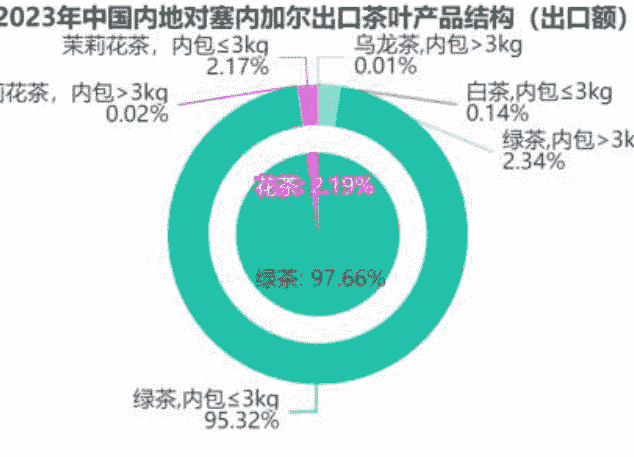 2023年中国内地对塞内加尔出口茶叶产品结构（出口额）
茉莉花茶，内包≤3kg
2.17%
乌龙茶,内包>3kg
0.01%
莉花茶，内包>3kg
0.02%
白茶,内包≤3kg
0.14%
绿茶,内包>3k
2.34%
花茶: 2.19%
绿茶: 97.66%
绿茶,内包≤3kg
95.32%